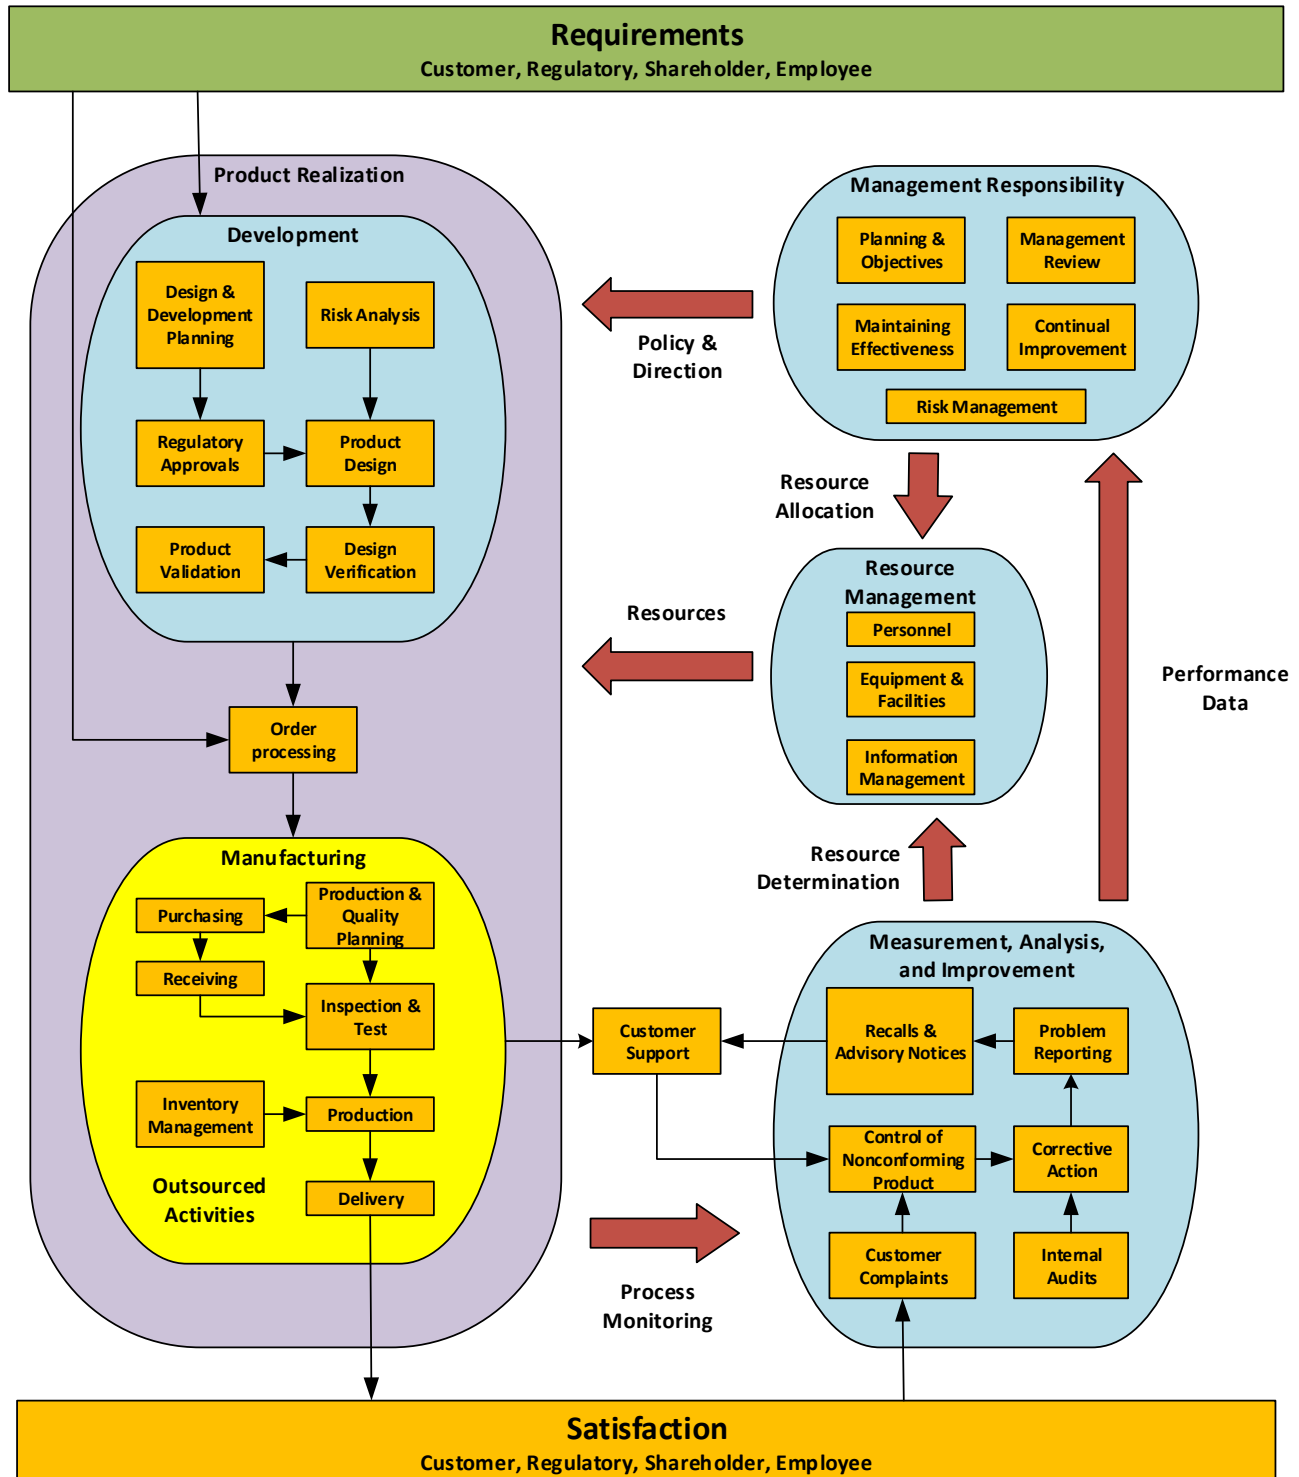 Requirements
Customer, Regulatory, Shareholder, Employee
Product Realization
Development
Design &
Development
Planning
Risk Analysis
Regulatory
Approvals
Product
Design
Product
Validation
Design
Verification
Order
processing
Manufacturing
Purchasing
Production &
Quality
Planning
Receiving
Inspection &
Test
Inventory
Management
Production
Outsourced
Activities
Delivery
Policy &
Direction
Resources
Customer
Support
Process
Monitoring
Management Responsibility
Planning &
Objectives
Management
Review
Maintaining
Effectiveness
Continual
Improvement
Risk Management
Resource
Allocation
Resource
Management
Personnel
Equipment &
Facilities
Information
Management
Performance
Data
Resource
Determination
Measurement, Analysis,
and Improvement
Recalls &
Advisory Notices
Problem
Reporting
Control of
Nonconforming
Product
Corrective
Action
Customer
Complaints
Internal
Audits
Satisfaction
Customer, Regulatory, Shareholder, Employee